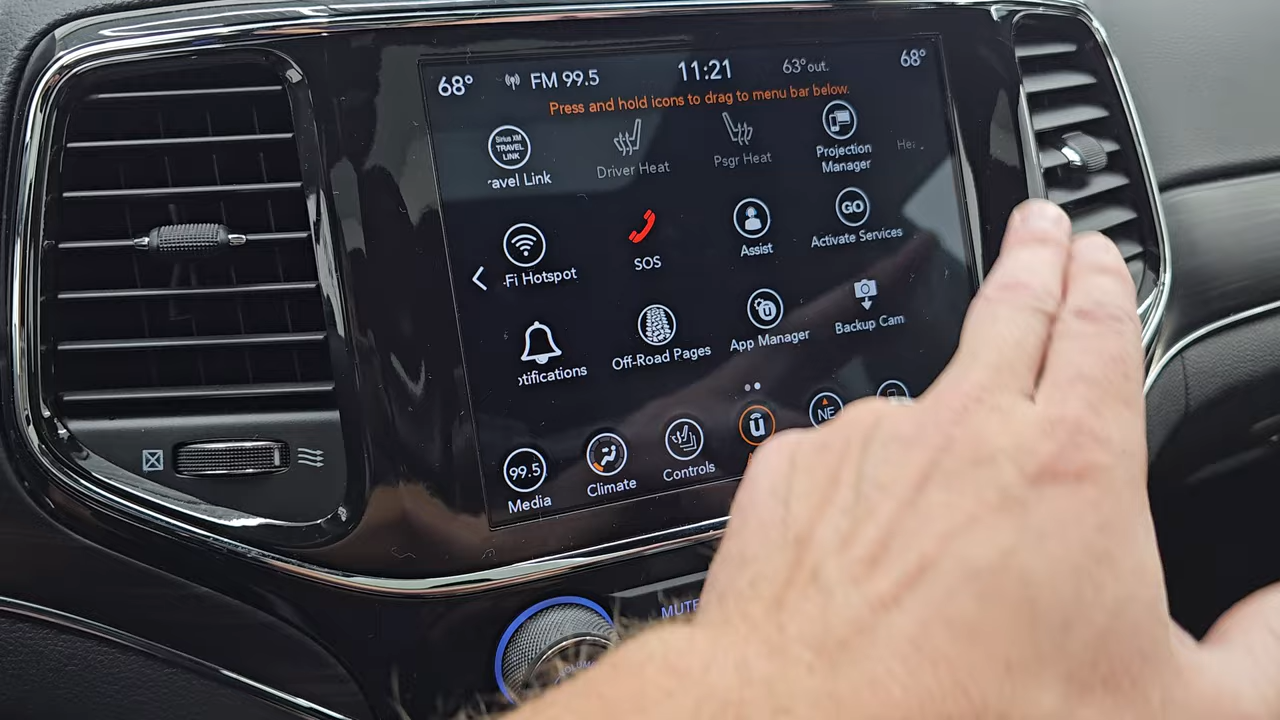 68° FM 99.5 11:21 63° out. 68°
Press and hold icons to drag to menu bar below.
Sirius XM
TRAVEL
LINK
ravel Link
Driver Heat
Psgr Heat
Projection
Manager
Fi Hotspot
SOS
Assist
GO
Activate Services
otifications
Off-Road Pages
App Manager
Backup Cam
99.5
Media
Climate
Controls
NE
MUTE